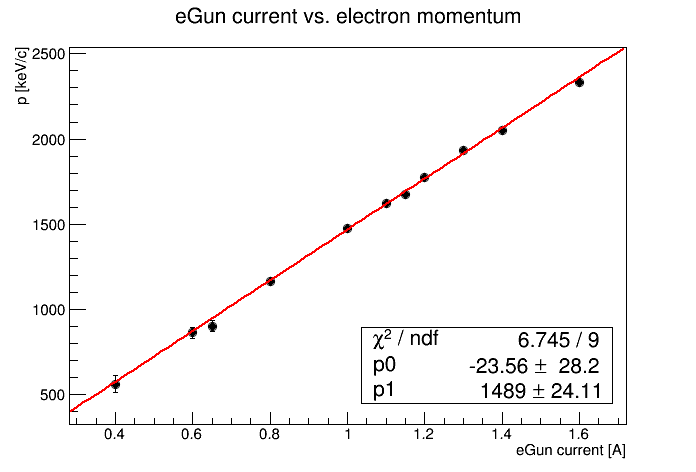 eGun current vs. electron momentum
p [keV/c]
2500
2000
1500
1000
500
χ² / ndf 6.745 / 9
p0 -23.56 ± 28.2
p1 1489 ± 24.11
0.4 0.6 0.8 1 1.2 1.4 1.6
eGun current [A]